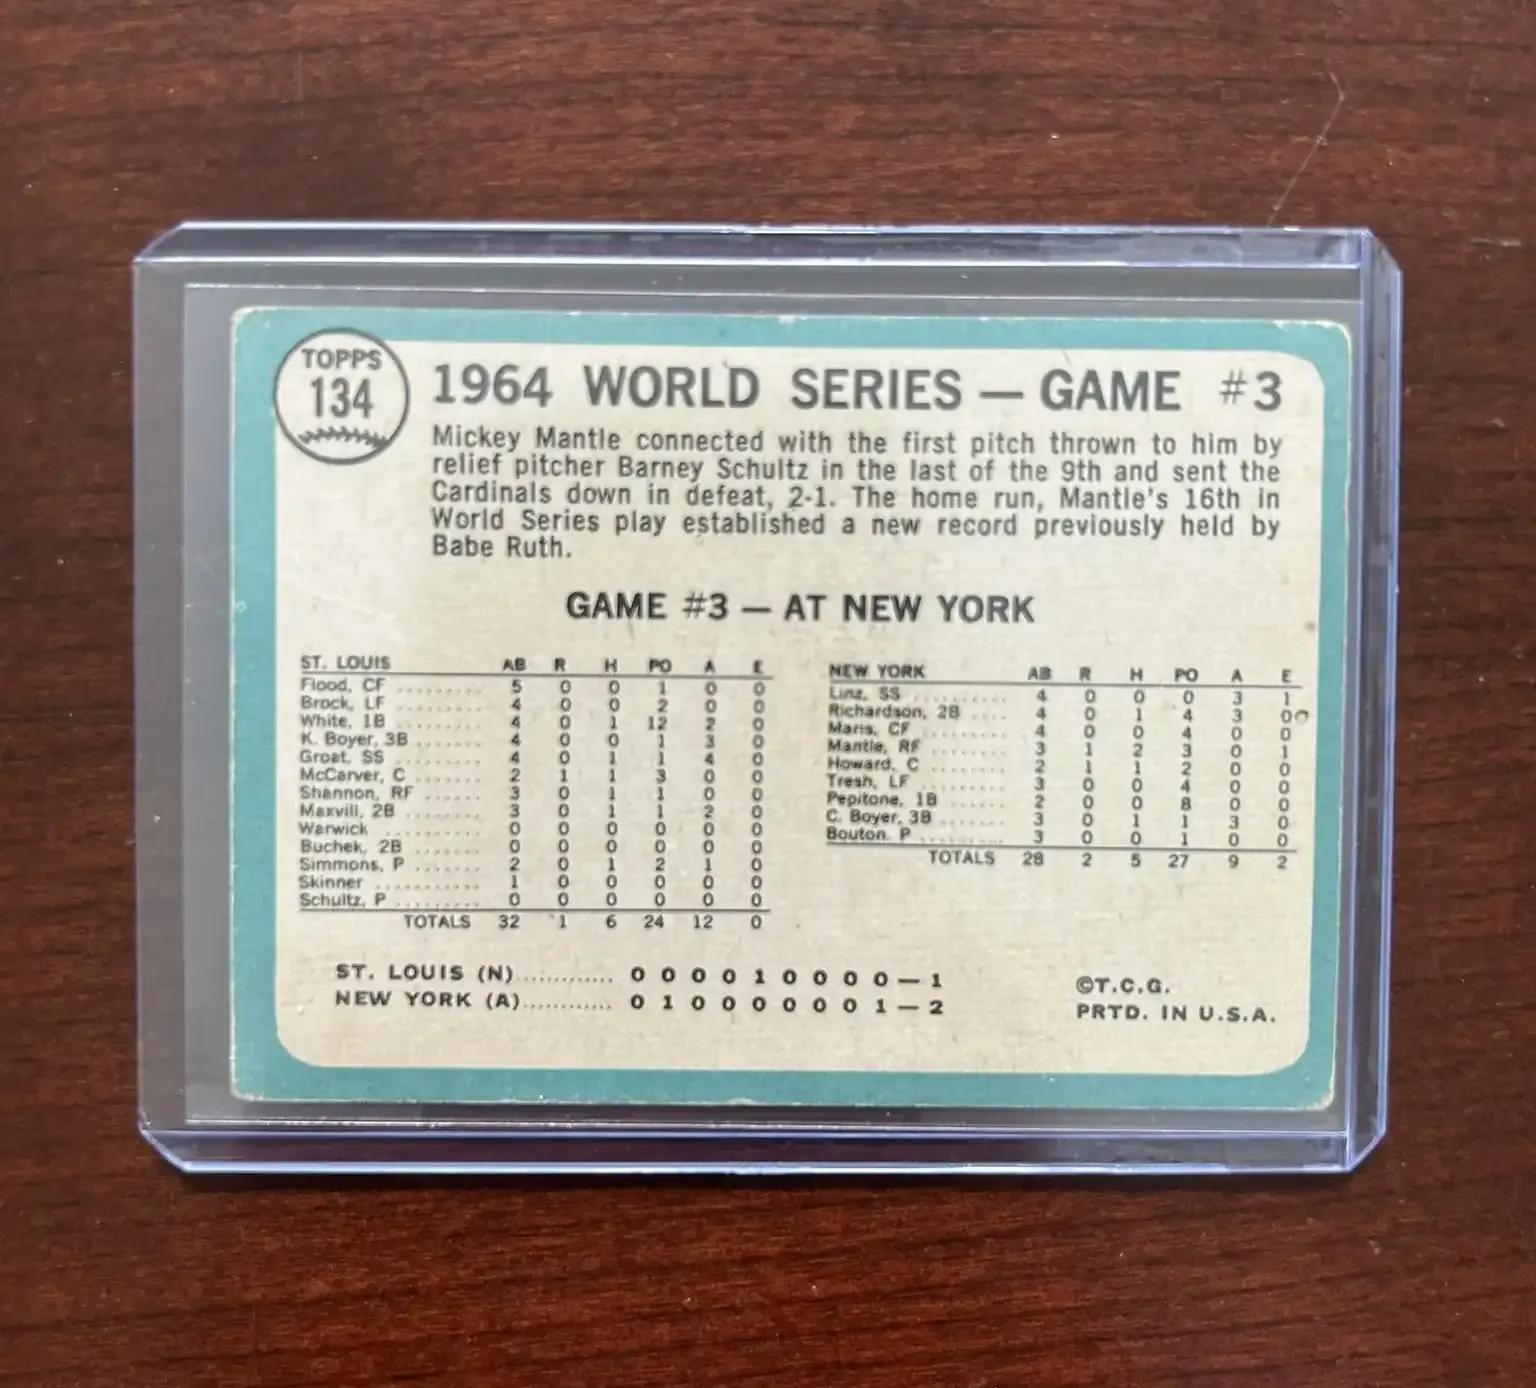 TOPPS
134
1964 WORLD SERIES — GAME #3
Mickey Mantle connected with the first pitch thrown to him by
relief pitcher Barney Schultz in the last of the 9th and sent the
Cardinals down in defeat, 2-1. The home run, Mantle's 16th in
World Series play established a new record previously held by
Babe Ruth.
GAME #3 — AT NEW YORK
ST. LOUIS AB R H PO A E
Flood, CF ......... 5 0 0 1 0 0
Brock, LF ......... 4 0 0 2 0 0
White, 1B ......... 4 0 1 12 2 0
K. Boyer, 3B ....... 4 0 0 1 3 0
Groat, SS ......... 4 0 1 1 4 0
McCarver, C ....... 2 1 1 3 0 0
Shannon, RF ...... 3 0 1 1 0 0
Maxvill, 2B ........ 3 0 1 1 2 0
Warwick .......... 0 0 0 0 0 0
Buchek, 2B ....... 0 0 0 0 0 0
Simmons, P ........ 2 0 1 2 1 0
Skinner ........... 1 0 0 0 0 0
Schultz, P ......... 0 0 0 0 0 0
TOTALS 32 1 6 24 12 0
NEW YORK AB R H PO A E
Linz, SS .......... 4 0 0 0 3 1
Richardson, 2B .... 4 0 1 4 3 0
Maris, CF ......... 4 0 0 4 0 0
Mantle, RF ........ 3 1 2 3 0 1
Howard, C ........ 2 1 1 2 0 0
Tresh, LF ......... 3 0 0 4 0 0
Pepitone, 1B ...... 2 0 0 8 0 0
C. Boyer, 3B ....... 3 0 1 1 3 0
Bouton, P ......... 3 0 0 1 0 0
TOTALS 28 2 5 27 9 2
ST. LOUIS (N)............. 0 0 0 0 1 0 0 0 0 — 1
NEW YORK (A)............ 0 1 0 0 0 0 0 0 1 — 2
©T.C.G.
PRTD. IN U.S.A.